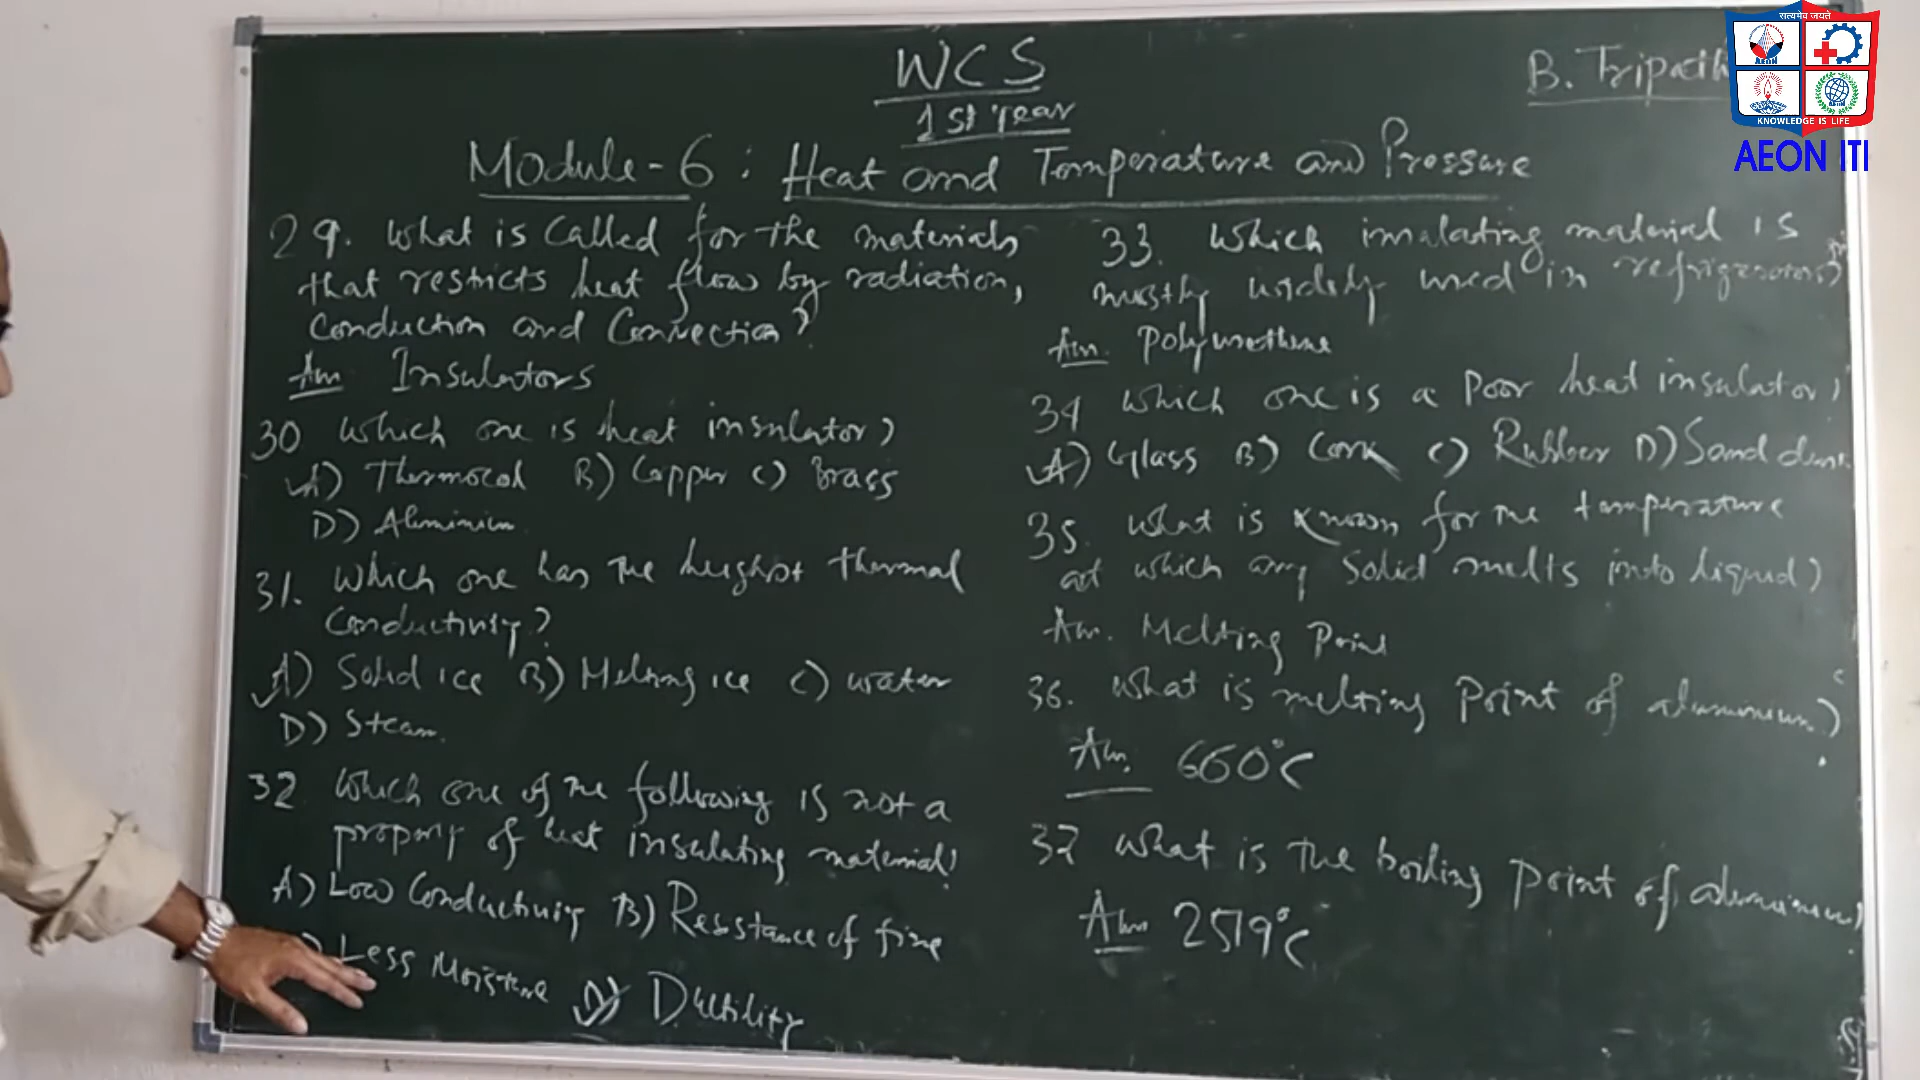 WCS
1st year
B. Tripath
Module-6: Heat and Temperature and Pressure
29. What is called for the materials
that restricts heat flow by radiation,
Conduction and Convection?
Ans Insulators
30 Which one is heat insulator?
A) Thermocol B) Copper C) Brass
D) Aluminium
31. Which one has the highest thermal
Conductivity?
A) Solid ice B) Melting ice C) water
D) Steam.
32 Which one of the following is not a
property of heat insulating material?
A) Low Conductivity B) Resistance of fire
Less Moisture D) Ductility
33. Which insulating material is
mostly widely used in refrigerators?
Ans. Polyurethene
34 Which one is a Poor heat insulator?
A) Glass B) Cork C) Rubber D) Sand
35. What is known for the temperature
at which any Solid melts into liquid?
Ans. Melting Point
36. What is melting Point of aluminium?
Ans. 660°C
37 What is the boiling Point of aluminium?
Ans 2519°C
सत्यमेव जयते
AEON
KNOWLEDGE IS LIFE
AEON ITI